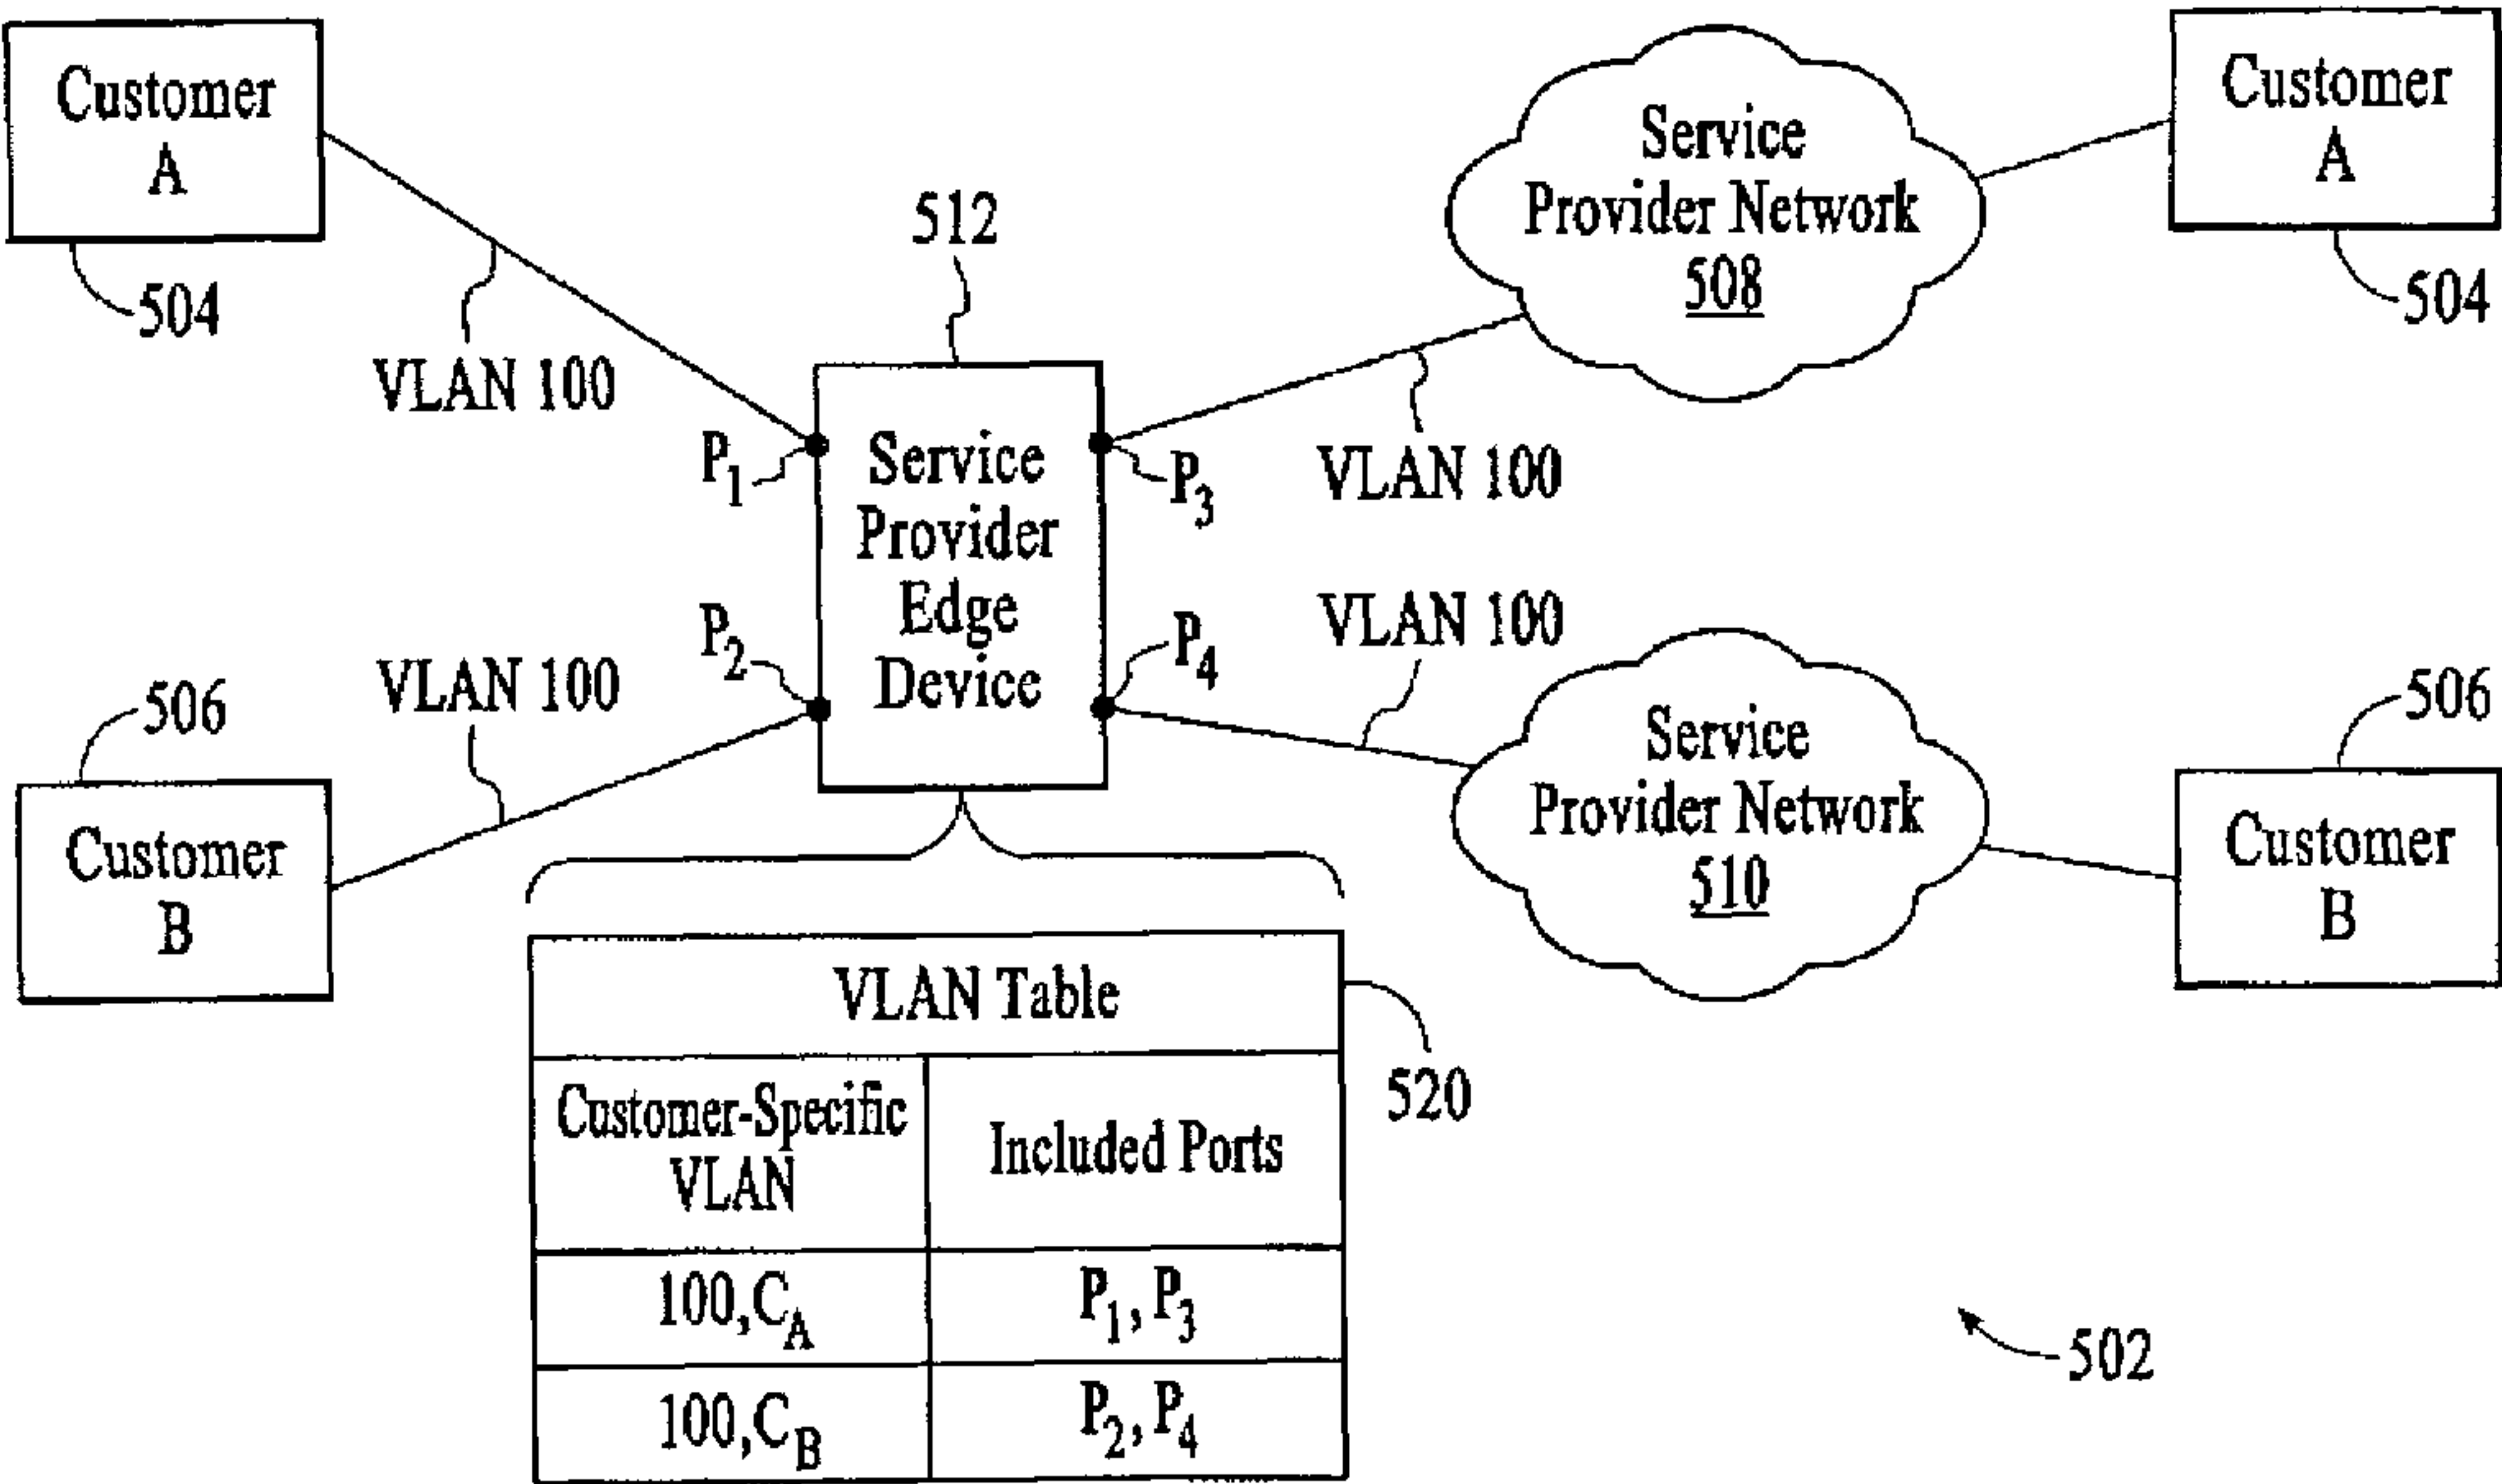 Customer
A
504
VLAN 100
512
Service
Provider Network
508
Customer
A
504
VLAN 100
P1
P3
Service
Provider
Edge
Device
P2
P4
VLAN 100
VLAN 100
506
Customer
B
Service
Provider Network
510
506
Customer
B
VLAN Table
520
Customer-Specific
VLAN
Included Ports
100,CA
P1,P3
100,CB
P2,P4
502